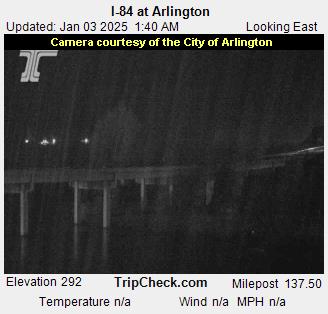 I-84 at Arlington
Updated: Jan 03 2025 1:40 AM Looking East
Camera courtesy of the City of Arlington
Elevation 292 TripCheck.com Milepost 137.50
Temperature n/a Wind n/a MPH n/a